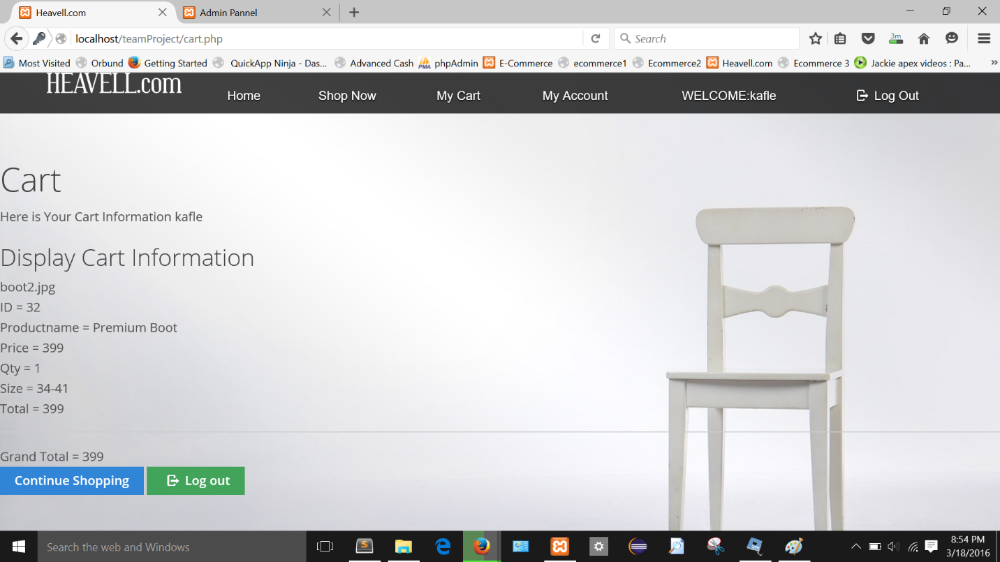 Heavell.com
Admin Pannel
localhost/teamProject/cart.php
Search
3m
Most Visited
Orbund
Getting Started
QuickApp Ninja - Das...
Advanced Cash
PMA
phpAdmin
E-Commerce
ecommerce1
Ecommerce2
Heavell.com
Ecommerce 3
Jackie apex videos : Pa...
HEAVELL.com
Home
Shop Now
My Cart
My Account
WELCOME:kafle
Log Out
Cart
Here is Your Cart Information kafle
Display Cart Information
boot2.jpg
ID = 32
Productname = Premium Boot
Price = 399
Qty = 1
Size = 34-41
Total = 399
Grand Total = 399
Continue Shopping
Log out
Search the web and Windows
8:54 PM
3/18/2016